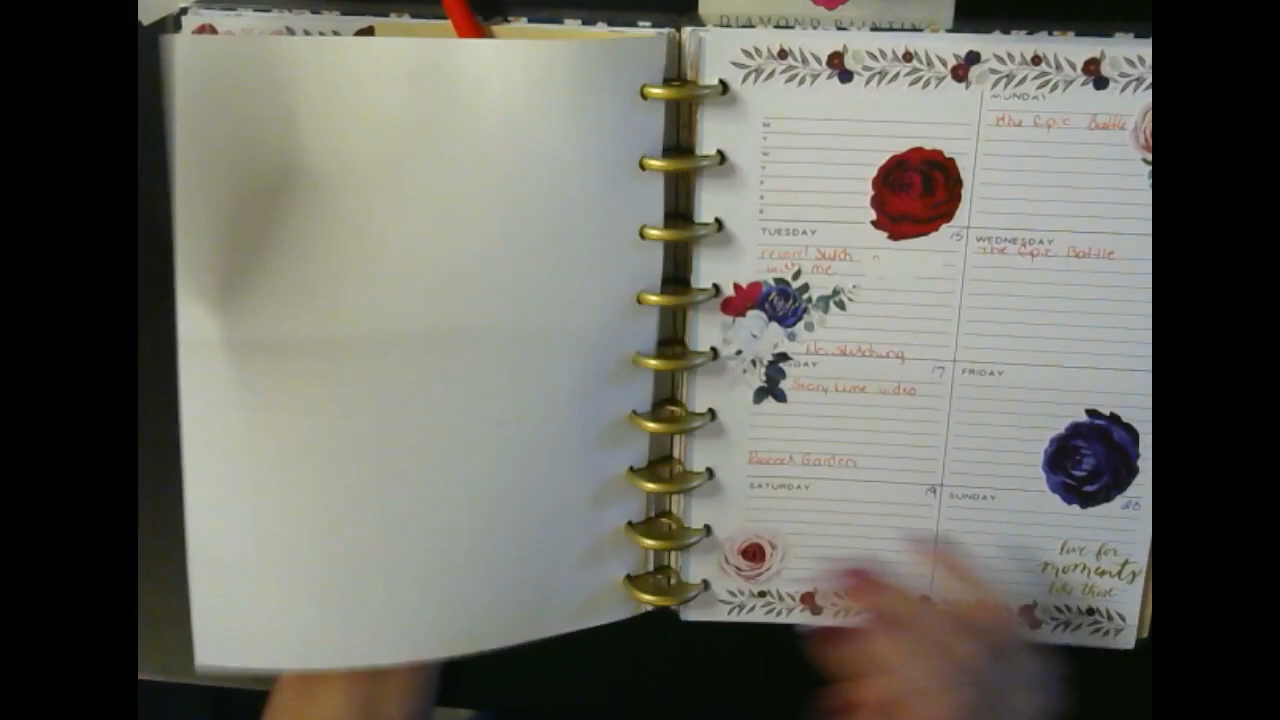 DIAMOND PAINTING
MONDAY
The Epic Battle
M
T
W
T
F
S
S
TUESDAY
15
record stitch
with me
No stitching
WEDNESDAY
The Epic Battle
DAY
17
Story time video
Peacock Garden
FRIDAY
SATURDAY
19
SUNDAY
20
live for
moments
like these